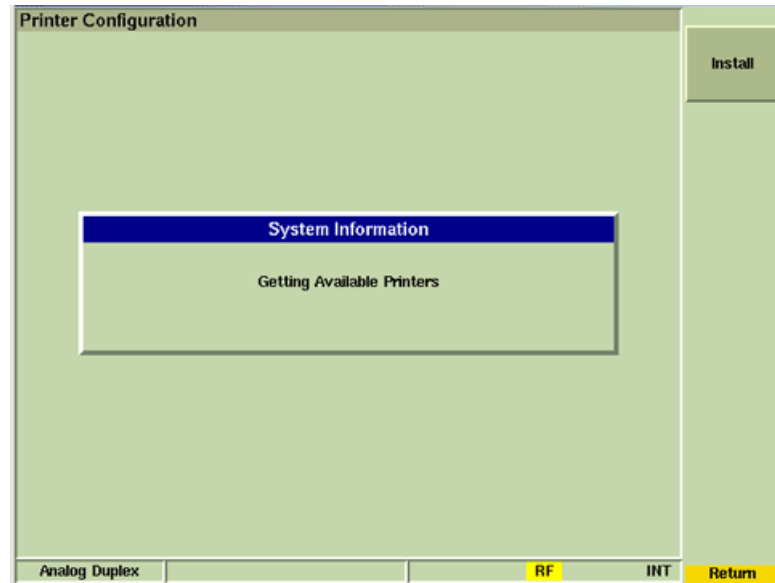 Printer Configuration
Install
System Information
Getting Available Printers
Analog Duplex RF INT Return